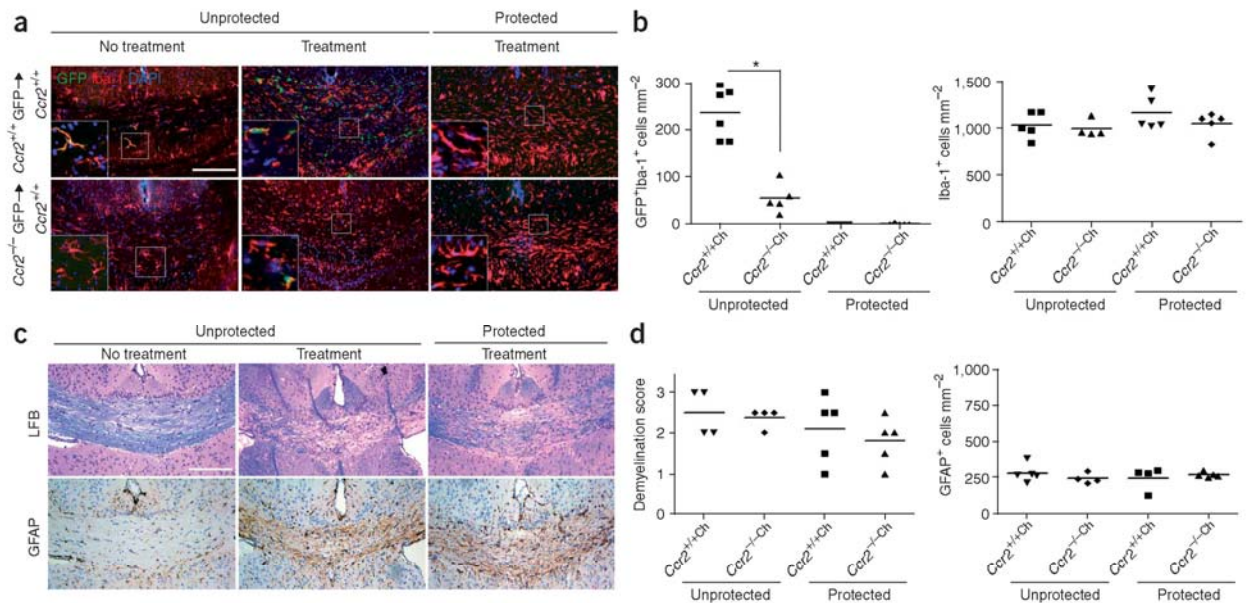 a
Unprotected
Protected
No treatment
Treatment
Treatment
GFP Iba-1 DAPI
Ccr2+/+ GFP→
Ccr2+/+
Ccr2−/− GFP→
Ccr2+/+
b
GFP+Iba-1+ cells mm−2
300
200
100
0
*
Ccr2+/+Ch
Ccr2−/−Ch
Ccr2+/+Ch
Ccr2−/−Ch
Unprotected
Protected
Iba-1+ cells mm−2
1,500
1,000
500
0
Ccr2+/+Ch
Ccr2−/−Ch
Ccr2+/+Ch
Ccr2−/−Ch
Unprotected
Protected
c
Unprotected
Protected
No treatment
Treatment
Treatment
LFB
GFAP
d
Demyelination score
3
2
1
0
Ccr2+/+Ch
Ccr2−/−Ch
Ccr2+/+Ch
Ccr2−/−Ch
Unprotected
Protected
GFAP+ cells mm−2
1,000
750
500
250
0
Ccr2+/+Ch
Ccr2−/−Ch
Ccr2+/+Ch
Ccr2−/−Ch
Unprotected
Protected